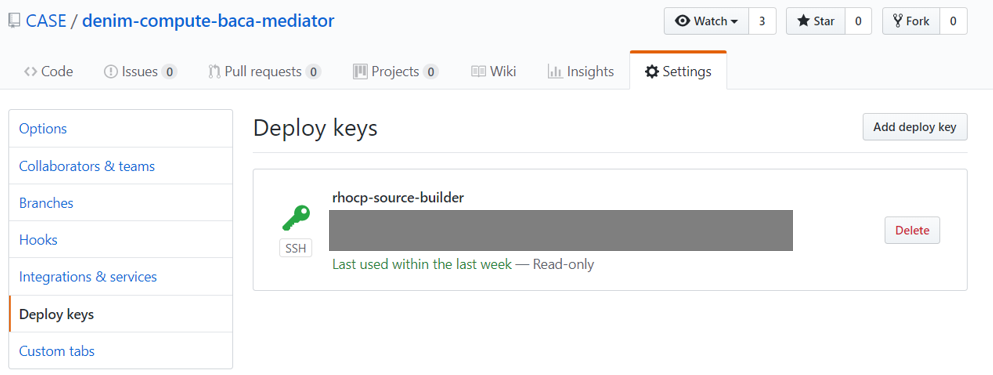 CASE / denim-compute-baca-mediator
Watch 3 Star 0 Fork 0
Code Issues 0 Pull requests 0 Projects 0 Wiki Insights Settings
Options
Collaborators & teams
Branches
Hooks
Integrations & services
Deploy keys
Custom tabs
Deploy keys
Add deploy key
rhocp-source-builder
SSH
Delete
Last used within the last week — Read-only